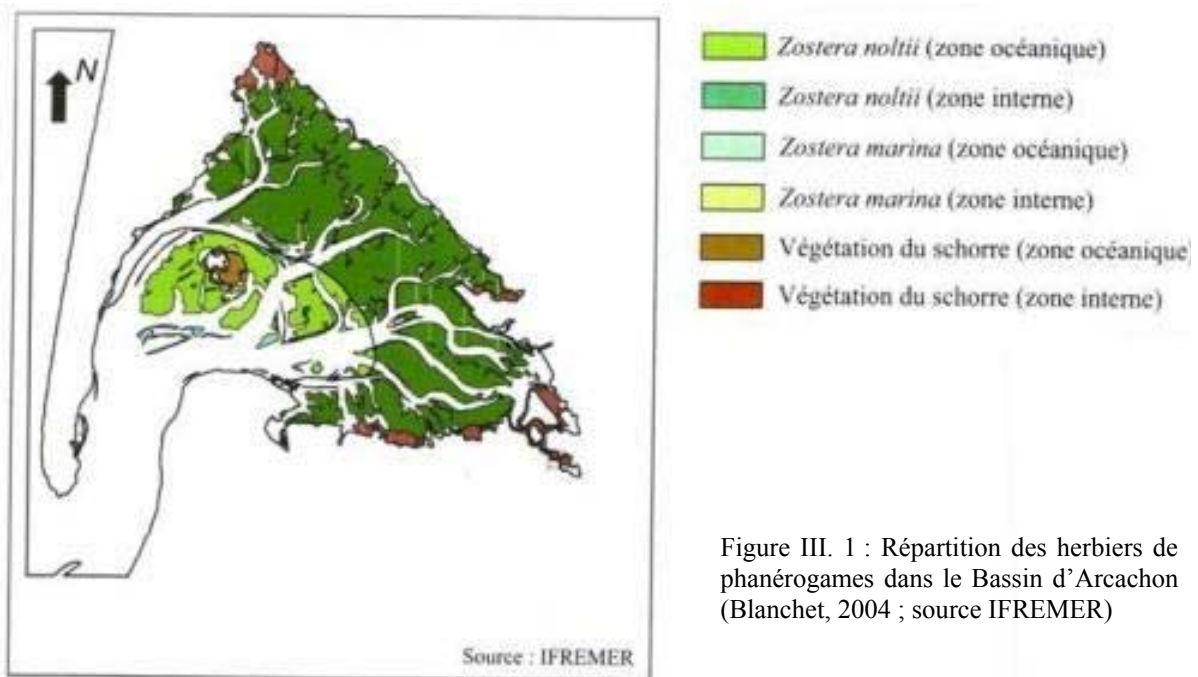 N
Zostera noltii (zone océanique)
Zostera noltii (zone interne)
Zostera marina (zone océanique)
Zostera marina (zone interne)
Végétation du schorre (zone océanique)
Végétation du schorre (zone interne)
Figure III. 1 : Répartition des herbiers de
phanérogames dans le Bassin d’Arcachon
(Blanchet, 2004 ; source IFREMER)
Source : IFREMER